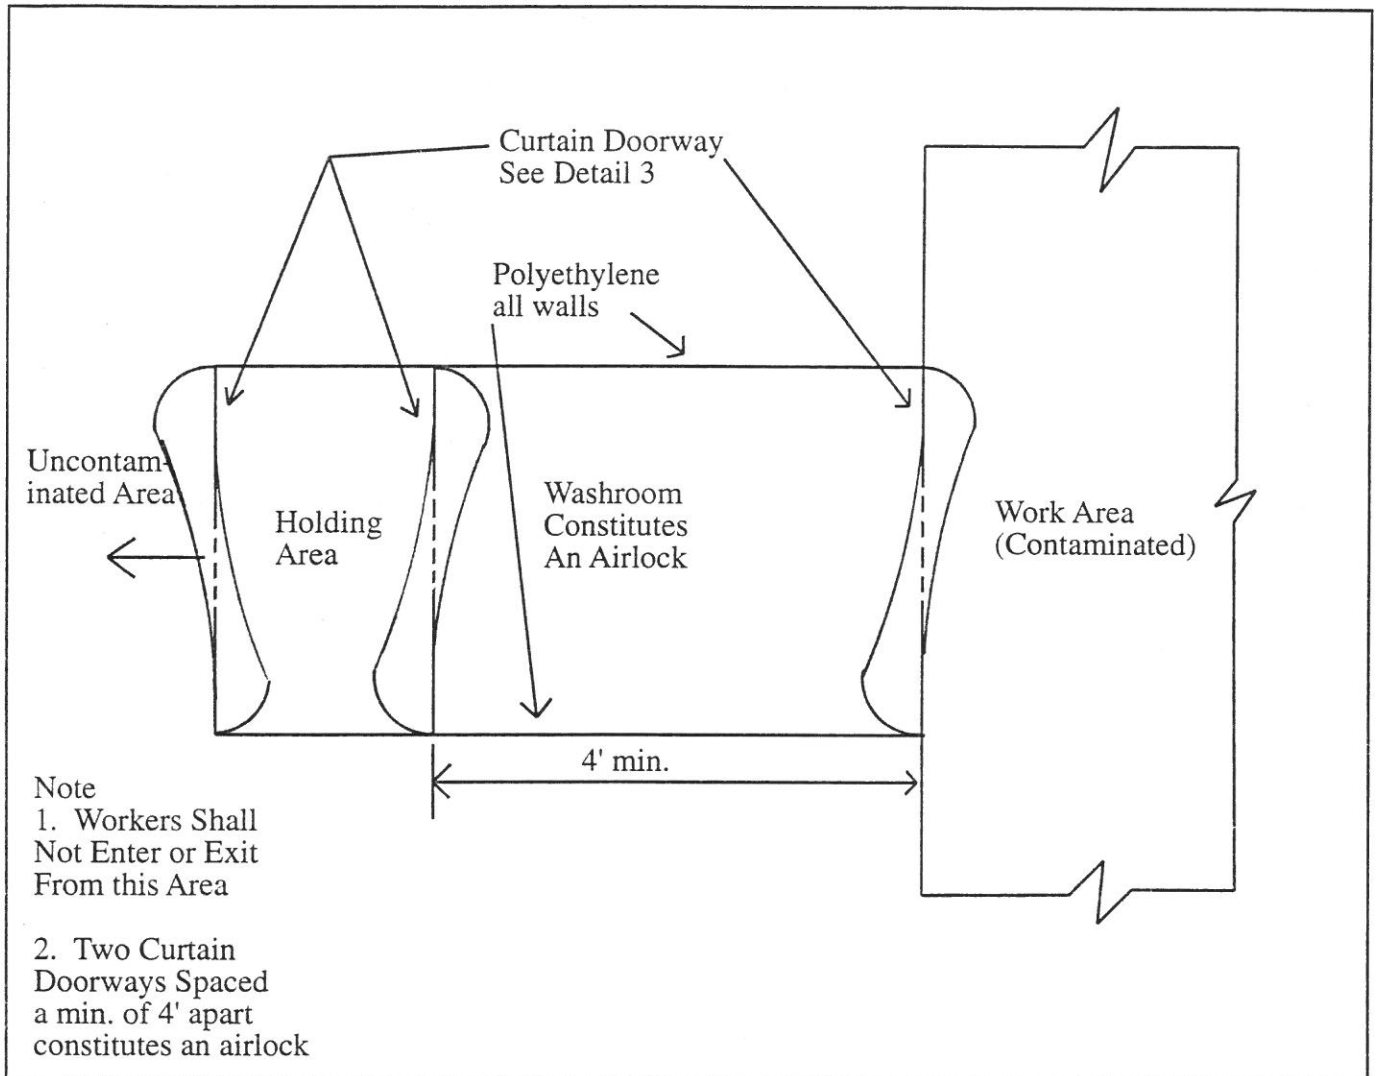 Curtain Doorway
See Detail 3
Polyethylene
all walls
Uncontam-
inated Area
Holding
Area
Washroom
Constitutes
An Airlock
Work Area
(Contaminated)
4' min.
Note
1. Workers Shall
Not Enter or Exit
From this Area
2. Two Curtain
Doorways Spaced
a min. of 4' apart
constitutes an airlock